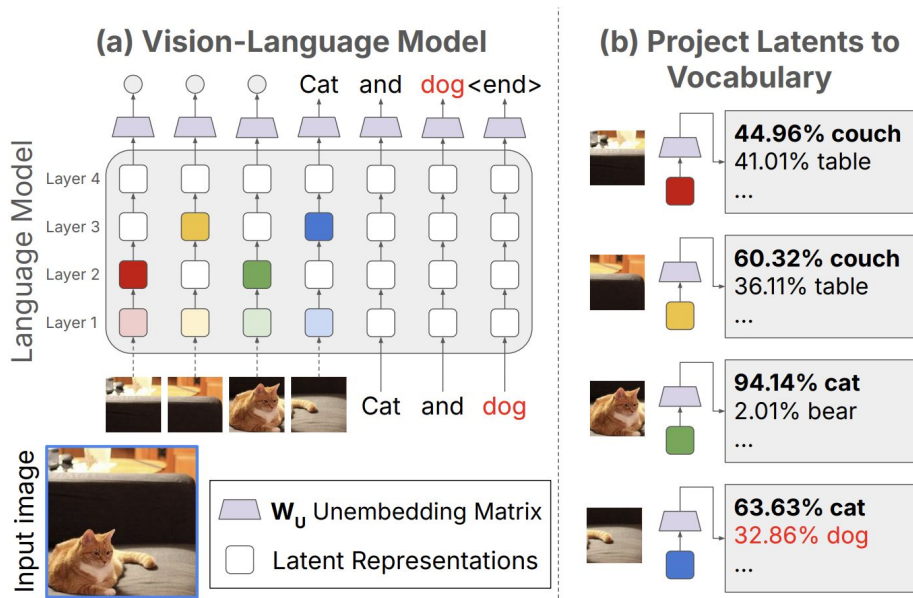 (a) Vision-Language Model
Cat and dog <end>
Language Model
Layer 4
Layer 3
Layer 2
Layer 1
Cat and dog
Input image
W_U Unembedding Matrix
Latent Representations
(b) Project Latents to
Vocabulary
44.96% couch
41.01% table
...
60.32% couch
36.11% table
...
94.14% cat
2.01% bear
...
63.63% cat
32.86% dog
...